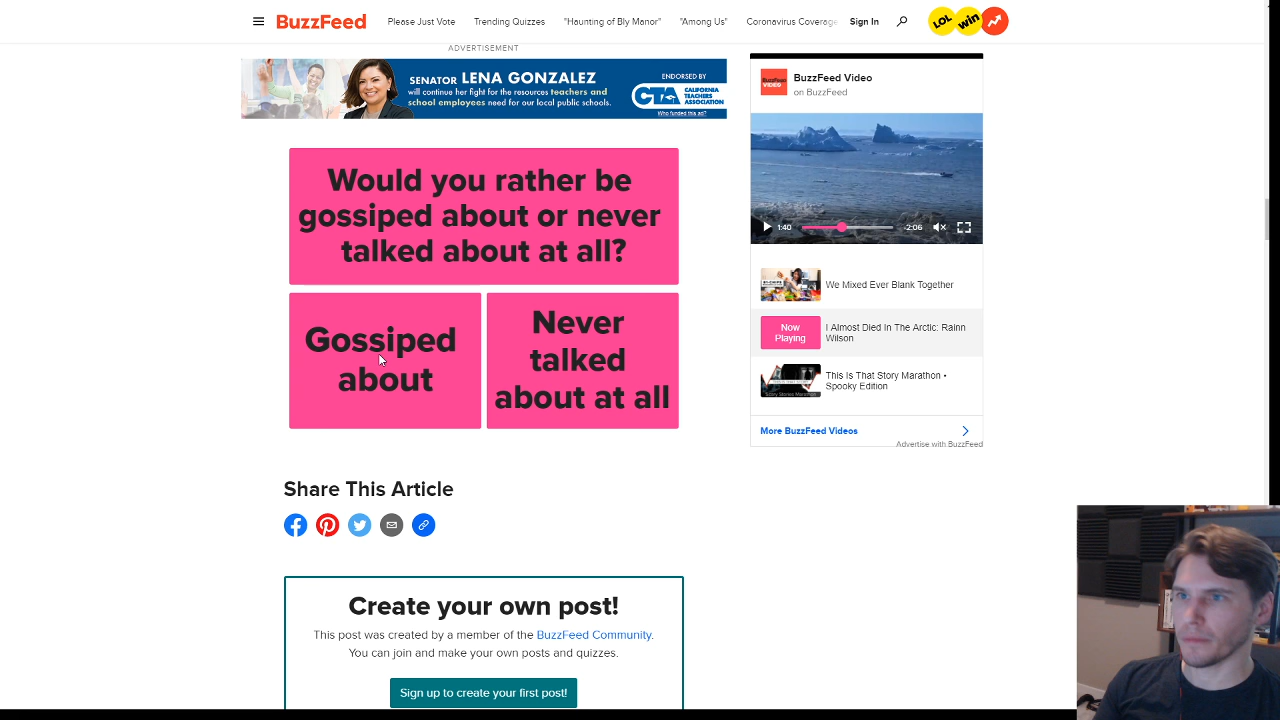 BuzzFeed
Please Just Vote
Trending Quizzes
"Haunting of Bly Manor"
"Among Us"
Coronavirus Coverage
Sign In
LOL
win
ADVERTISEMENT
SENATOR LENA GONZALEZ
will continue her fight for the resources teachers and
school employees need for our local public schools.
ENDORSED BY
CTA
CALIFORNIA
TEACHERS
ASSOCIATION
Who funded this ad?
Would you rather be
gossiped about or never
talked about at all?
Gossiped
about
Never
talked
about at all
Share This Article
Create your own post!
This post was created by a member of the BuzzFeed Community.
You can join and make your own posts and quizzes.
Sign up to create your first post!
BuzzFeed
VIDEO
BuzzFeed Video
on BuzzFeed
1:40
-2:06
We Mixed Ever Blank Together
Now
Playing
I Almost Died In The Arctic: Rainn
Wilson
This Is That Story Marathon •
Spooky Edition
More BuzzFeed Videos
Advertise with BuzzFeed